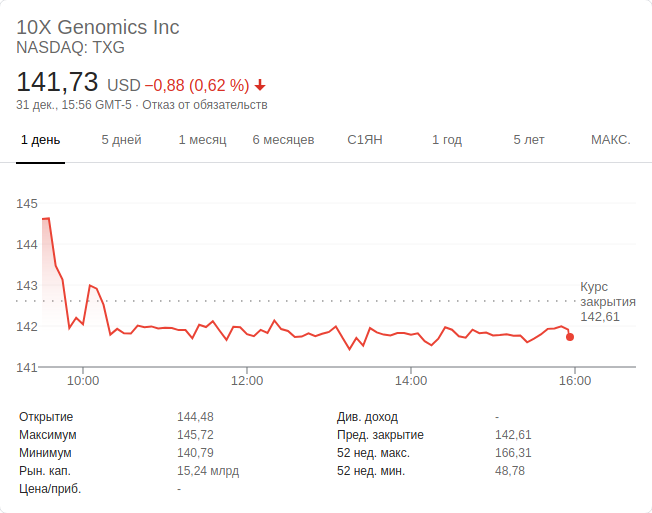 10X Genomics Inc
NASDAQ: TXG
141,73 USD −0,88 (0,62 %)
31 дек., 15:56 GMT-5 · Отказ от обязательств
1 день 5 дней 1 месяц 6 месяцев С1ЯН 1 год 5 лет МАКС.
145
144
143
142
141
Курс
закрытия
142,61
10:00 12:00 14:00 16:00
Открытие 144,48 Див. доход -
Максимум 145,72 Пред. закрытие 142,61
Минимум 140,79 52 нед. макс. 166,31
Рын. кап. 15,24 млрд 52 нед. мин. 48,78
Цена/приб. -